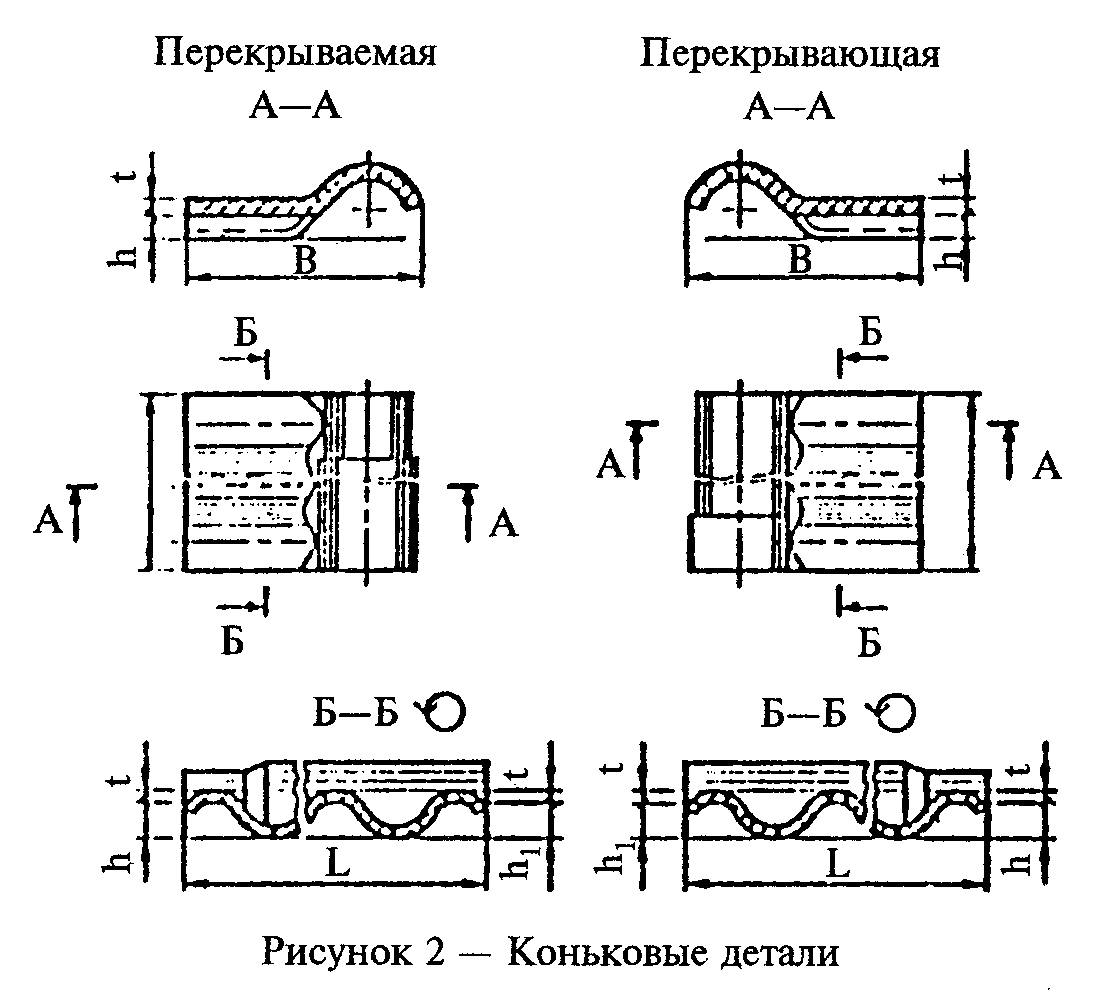 Перекрываемая Перекрывающая
А—А А—А
t t
h B B h
Б Б
А А А А
Б Б
Б—Б Б—Б
t t t t
h L h₁ h₁ L h
Рисунок 2 — Коньковые детали